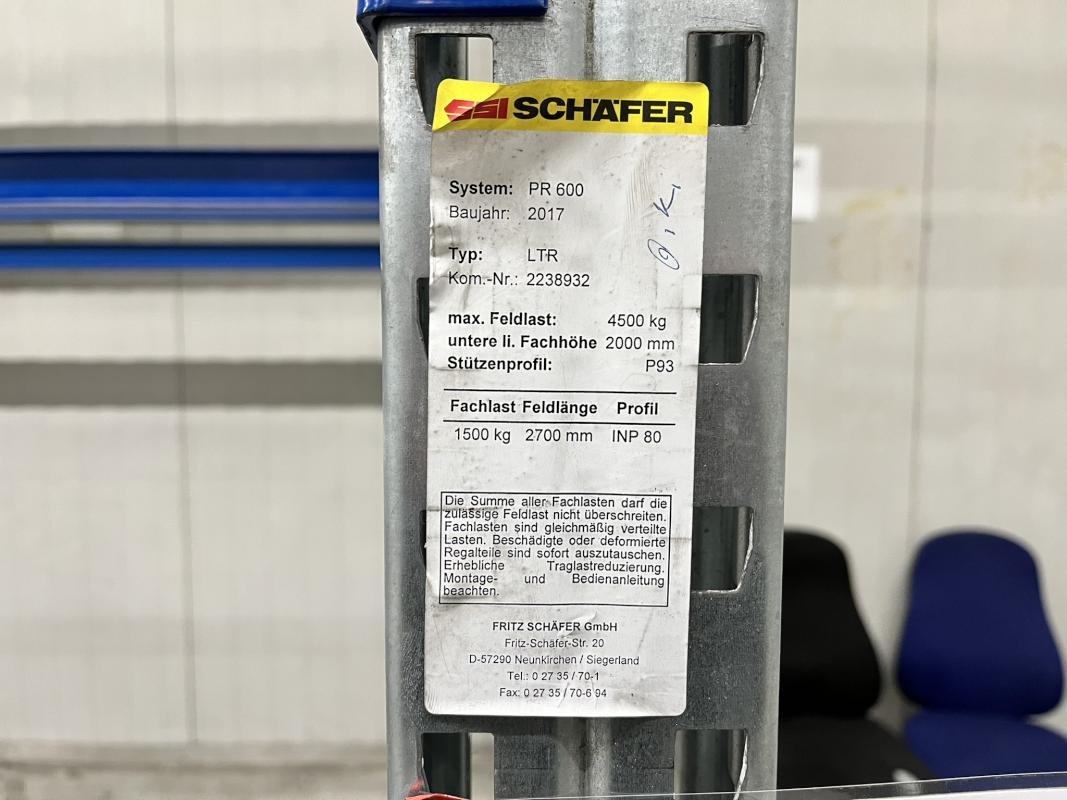 SSI SCHÄFER
System: PR 600
Baujahr: 2017
Typ: LTR
Kom.-Nr.: 2238932
max. Feldlast: 4500 kg
untere li. Fachhöhe 2000 mm
Stützenprofil: P93
Fachlast Feldlänge Profil
1500 kg 2700 mm INP 80
Die Summe aller Fachlasten darf die
zulässige Feldlast nicht überschreiten.
Fachlasten sind gleichmäßig verteilte
Lasten. Beschädigte oder deformierte
Regalteile sind sofort auszutauschen.
Erhebliche Traglastreduzierung.
Montage- und Bedienanleitung
beachten.
FRITZ SCHÄFER GmbH
Fritz-Schäfer-Str. 20
D-57290 Neunkirchen / Siegerland
Tel.: 0 27 35 / 70-1
Fax: 0 27 35 / 70-6 94